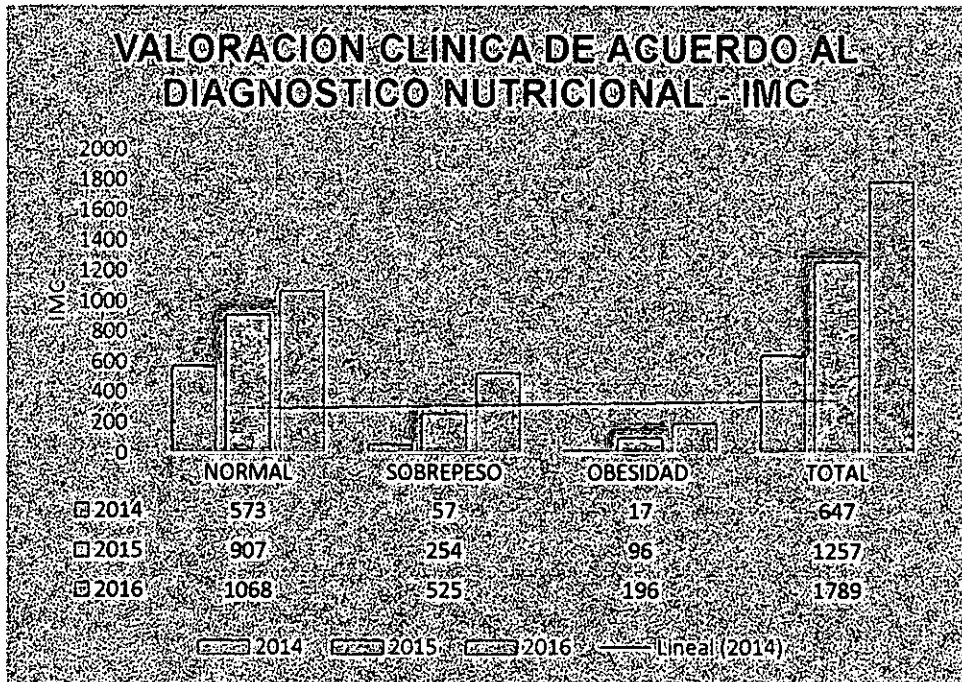 VALORACIÓN CLÍNICA DE ACUERDO AL
DIAGNOSTICO NUTRICIONAL - IMC
IMC
2000
1800
1600
1400
1200
1000
800
600
400
200
0
NORMAL SOBREPESO OBESIDAD TOTAL
2014 573 57 17 647
2015 907 254 96 1257
2016 1068 525 196 1789
2014 2015 2016 Lineal (2014)